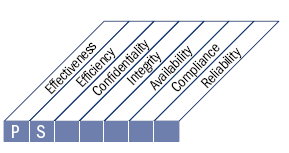 Effectiveness
Efficiency
Confidentiality
Integrity
Availability
Compliance
Reliability
P S